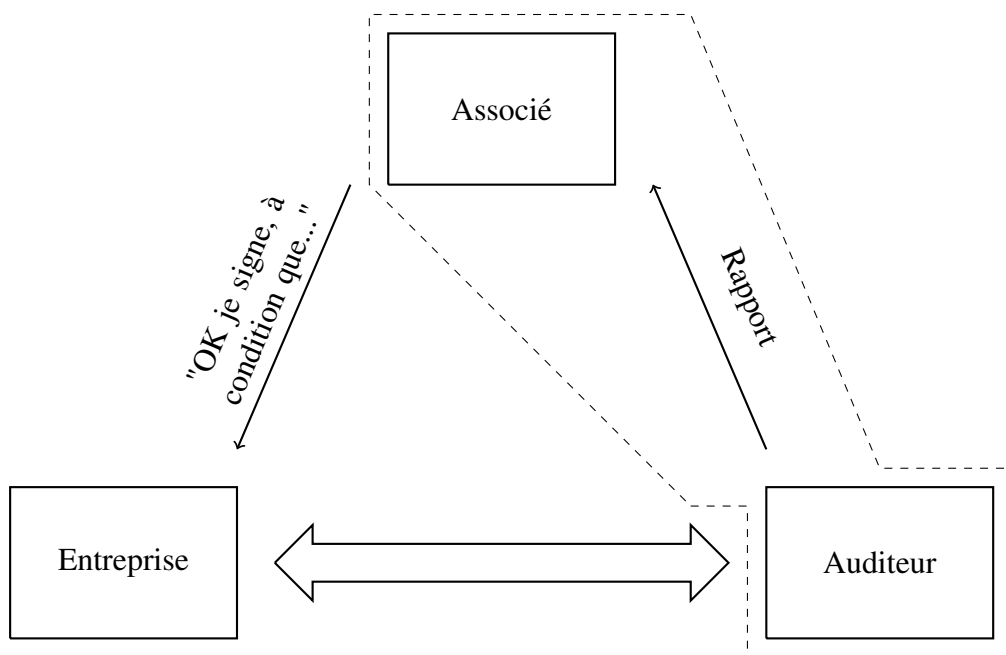 Associé
"OK je signe, à
condition que..."
Rapport
Entreprise
Auditeur